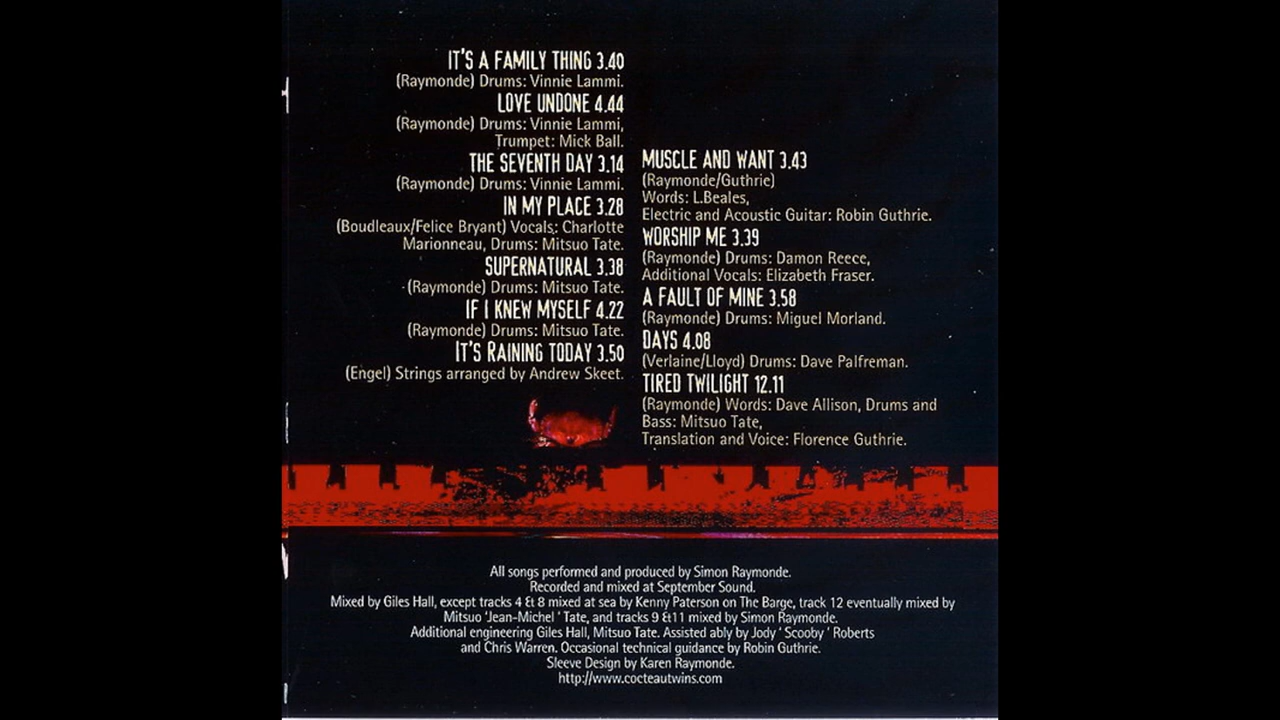 IT'S A FAMILY THING 3.40
(Raymonde) Drums: Vinnie Lammi.
LOVE UNDONE 4.44
(Raymonde) Drums: Vinnie Lammi,
Trumpet: Mick Ball.
THE SEVENTH DAY 3.14
(Raymonde) Drums: Vinnie Lammi.
IN MY PLACE 3.28
(Boudleaux/Felice Bryant) Vocals: Charlotte
Marionneau, Drums: Mitsuo Tate.
SUPERNATURAL 3.38
(Raymonde) Drums: Mitsuo Tate.
IF I KNEW MYSELF 4.22
(Raymonde) Drums: Mitsuo Tate.
IT'S RAINING TODAY 3.50
(Engel) Strings arranged by Andrew Skeet.
MUSCLE AND WANT 3.43
(Raymonde/Guthrie)
Words: L.Beales,
Electric and Acoustic Guitar: Robin Guthrie.
WORSHIP ME 3.39
(Raymonde) Drums: Damon Reece,
Additional Vocals: Elizabeth Fraser.
A FAULT OF MINE 3.58
(Raymonde) Drums: Miguel Morland.
DAYS 4.08
(Verlaine/Lloyd) Drums: Dave Palfreman.
TIRED TWILIGHT 12.11
(Raymonde) Words: Dave Allison, Drums and
Bass: Mitsuo Tate,
Translation and Voice: Florence Guthrie.
All songs performed and produced by Simon Raymonde.
Recorded and mixed at September Sound.
Mixed by Giles Hall, except tracks 4 & 8 mixed at sea by Kenny Paterson on The Barge, track 12 eventually mixed by
Mitsuo 'Jean-Michel ' Tate, and tracks 9 &11 mixed by Simon Raymonde.
Additional engineering Giles Hall, Mitsuo Tate. Assisted ably by Jody ' Scooby ' Roberts
and Chris Warren. Occasional technical guidance by Robin Guthrie.
Sleeve Design by Karen Raymonde.
http://www.cocteautwins.com